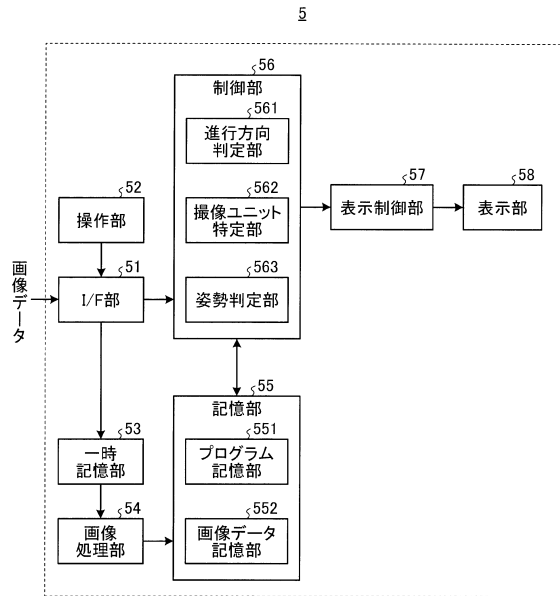 5
56
制御部
561
進行方向
判定部
52
操作部
562
撮像ユニット
特定部
57
表示制御部
58
表示部
画像データ
51
I/F部
563
姿勢判定部
55
記憶部
53
一時
記憶部
551
プログラム
記憶部
54
画像
処理部
552
画像データ
記憶部